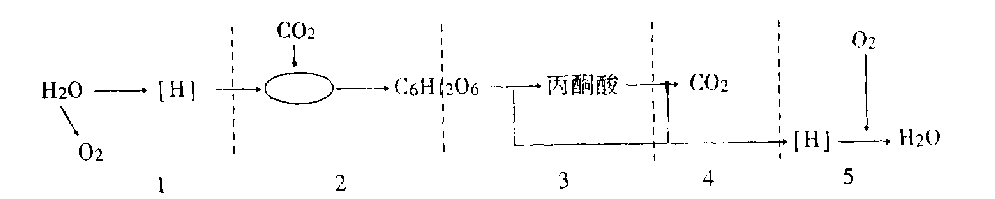 CO2
O2
H2O [H] C6H12O6 丙酮酸 CO2
O2 [H] H2O
1 2 3 4 5